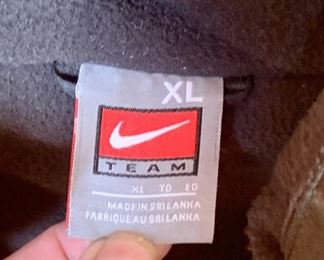 XL
TEAM
XL TG EG
MADE IN SRI LANKA
FABRIQUE AU SRI LANKA